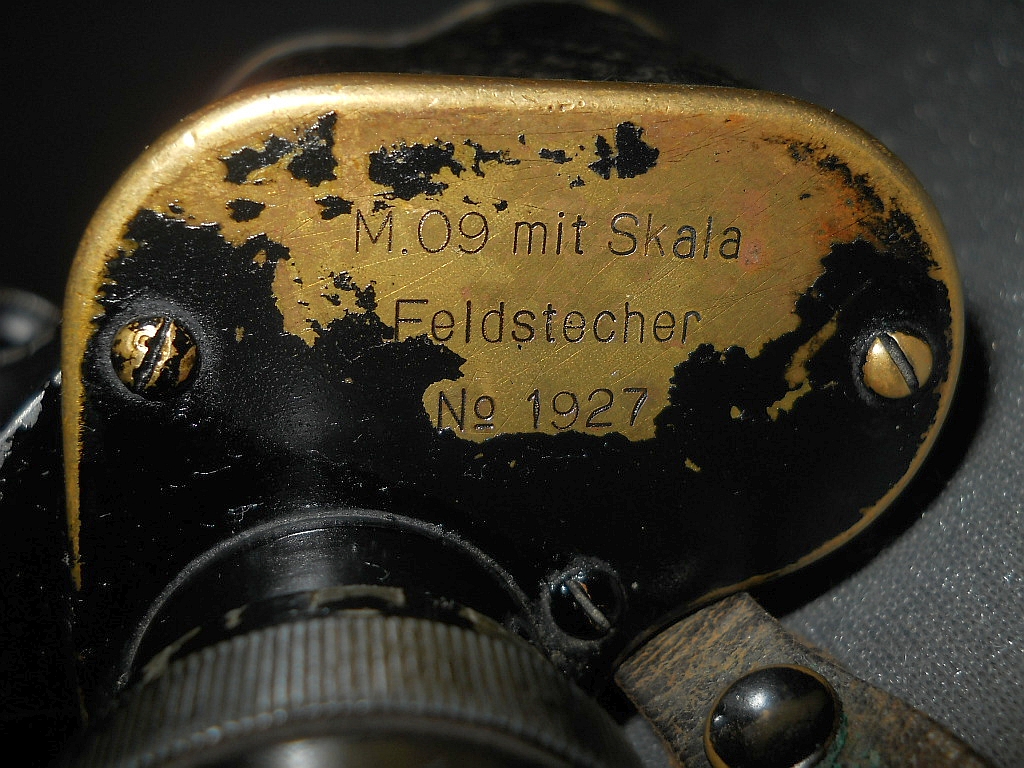 M.09 mit Skala
Feldstecher
№ 1927